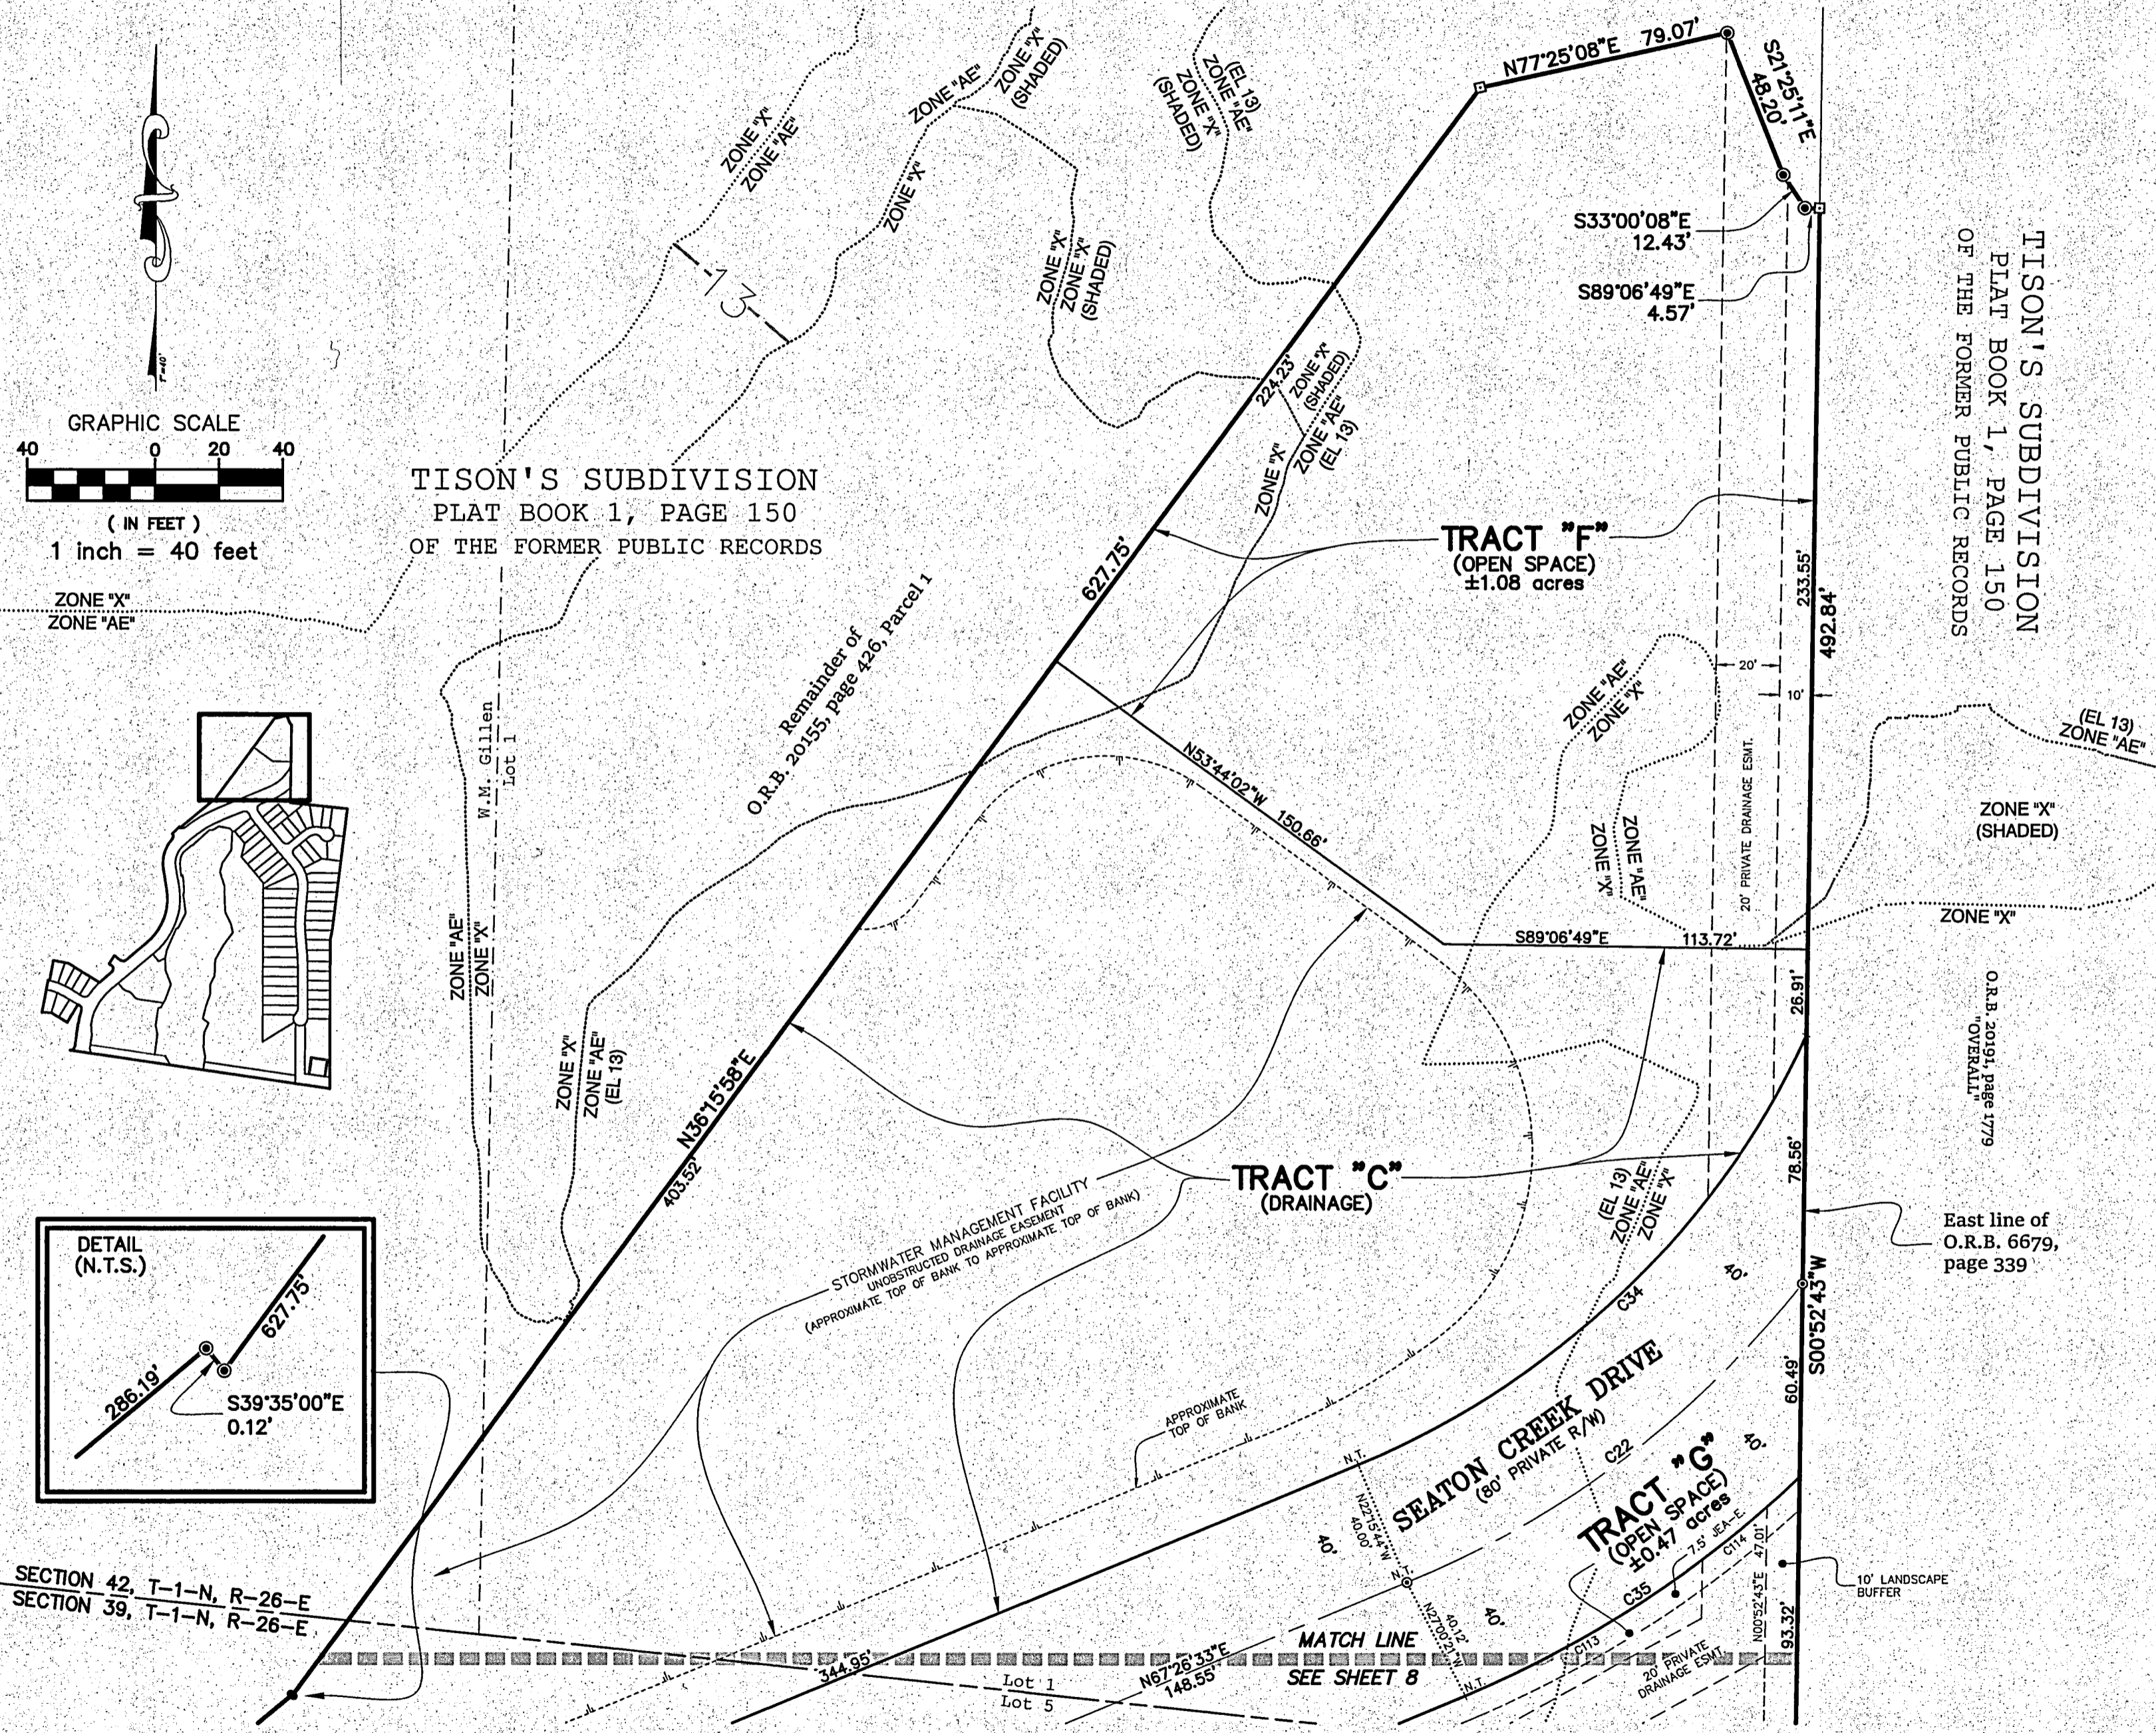 1"=40'
GRAPHIC SCALE
40 0 20 40
( IN FEET )
1 inch = 40 feet
ZONE "X"
ZONE "AE"
TISON'S SUBDIVISION
PLAT BOOK 1, PAGE 150
OF THE FORMER PUBLIC RECORDS
ZONE "X"
ZONE "AE"
ZONE "AE"
ZONE "X"
(SHADED)
ZONE "X"
13
(EL 13)
ZONE "AE"
ZONE "X"
(SHADED)
ZONE "X"
ZONE "X"
(SHADED)
N77°25'08"E 79.07'
S21°25'11"E
48.20'
S33°00'08"E
12.43'
S89°06'49"E
4.57'
TISON'S SUBDIVISION
PLAT BOOK 1, PAGE 150
OF THE FORMER PUBLIC RECORDS
224.23'
ZONE "X"
(SHADED)
ZONE "AE"
(EL 13)
ZONE "X"
627.75'
TRACT "F"
(OPEN SPACE)
±1.08 acres
233.55'
492.84'
Remainder of
O.R.B. 20155, page 426, Parcel 1
W.M. Gillen
Lot 1
ZONE "AE"
ZONE "X"
20'
10'
20' PRIVATE DRAINAGE ESMT.
ZONE "X"
ZONE "AE"
(EL 13)
ZONE "AE"
ZONE "X"
(SHADED)
ZONE "X"
N53°44'02"W 150.66'
S89°06'49"E 113.72'
26.91'
O.R.B. 20191, page 1779
"OVERALL"
ZONE "AE"
ZONE "X"
ZONE "X"
ZONE "AE"
(EL 13)
N36°15'58"E
403.52'
TRACT "C"
(DRAINAGE)
STORMWATER MANAGEMENT FACILITY
UNOBSTRUCTED DRAINAGE EASEMENT
(APPROXIMATE TOP OF BANK TO APPROXIMATE TOP OF BANK)
(EL 13)
ZONE "AE"
ZONE "X"
78.56'
East line of
O.R.B. 6679,
page 339
S00°52'43"W
60.49'
40'
C34
DETAIL
(N.T.S.)
627.75'
286.19'
S39°35'00"E
0.12'
APPROXIMATE
TOP OF BANK
SEATON CREEK DRIVE
(80' PRIVATE R/W)
C22
40'
TRACT "G"
(OPEN SPACE)
±0.47 acres
7.5' JEA-E.
C114
C35
C113
N.T.
N22°15'44"W
40.00'
40'
N.T.
40'
N27°00'21"W
40.12'
N.T.
N00°52'43"E 47.01'
93.32'
10' LANDSCAPE
BUFFER
20' PRIVATE
DRAINAGE ESMT.
SECTION 42, T-1-N, R-26-E
SECTION 39, T-1-N, R-26-E
344.95'
Lot 1
Lot 5
N67°26'33"E
148.55'
MATCH LINE
SEE SHEET 8